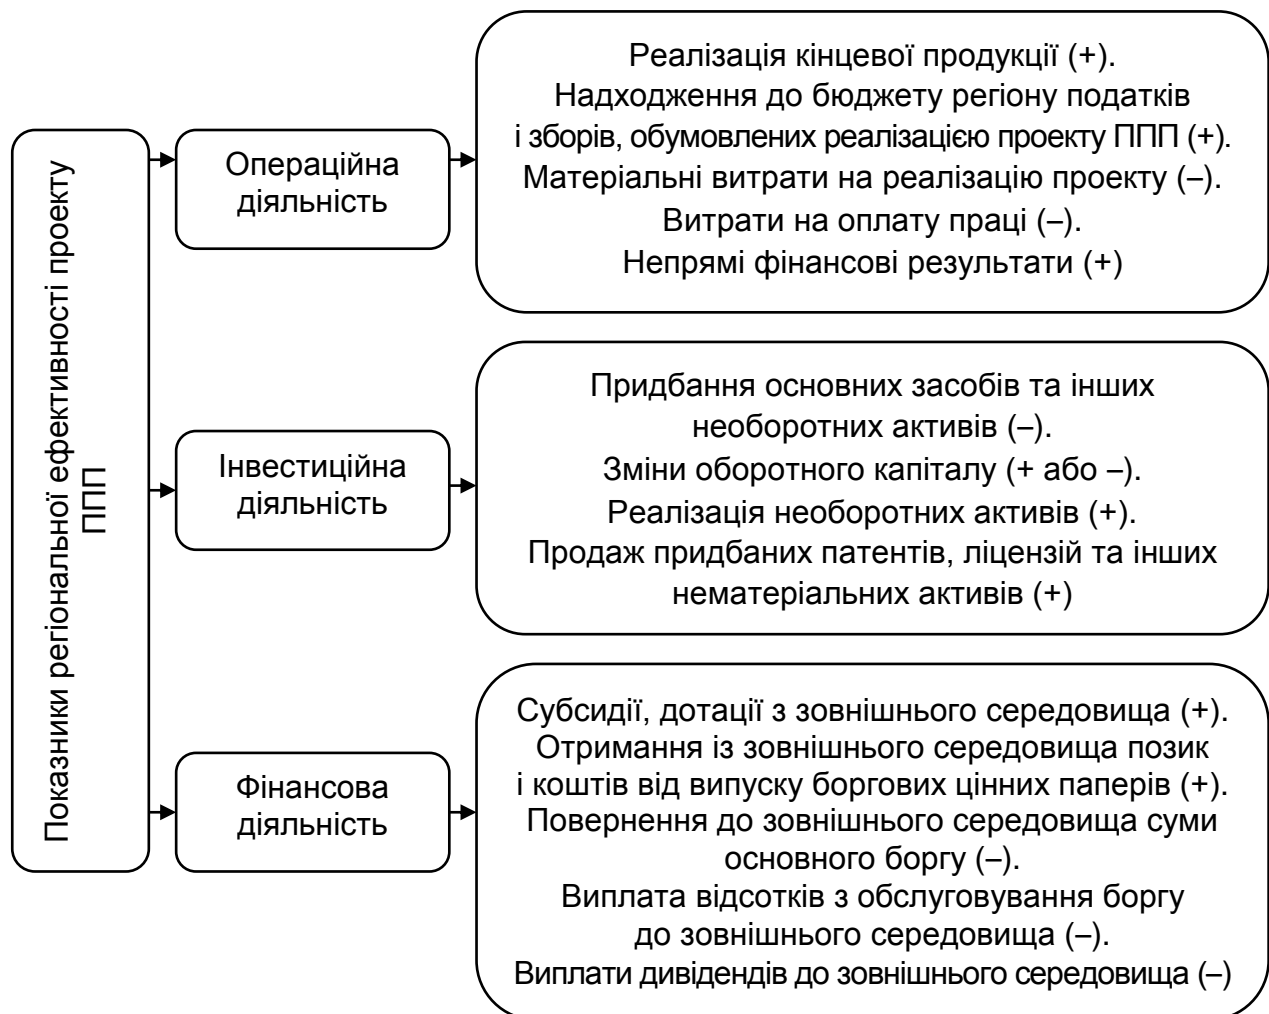 Показники регіональної ефективності проекту
ППП
Операційна
діяльність
Реалізація кінцевої продукції (+).
Надходження до бюджету регіону податків
і зборів, обумовлених реалізацією проекту ППП (+).
Матеріальні витрати на реалізацію проекту (–).
Витрати на оплату праці (–).
Непрямі фінансові результати (+)
Інвестиційна
діяльність
Придбання основних засобів та інших
необоротних активів (–).
Зміни оборотного капіталу (+ або –).
Реалізація необоротних активів (+).
Продаж придбаних патентів, ліцензій та інших
нематеріальних активів (+)
Фінансова
діяльність
Субсидії, дотації з зовнішнього середовища (+).
Отримання із зовнішнього середовища позик
і коштів від випуску боргових цінних паперів (+).
Повернення до зовнішнього середовища суми
основного боргу (–).
Виплата відсотків з обслуговування боргу
до зовнішнього середовища (–).
Виплати дивідендів до зовнішнього середовища (–)